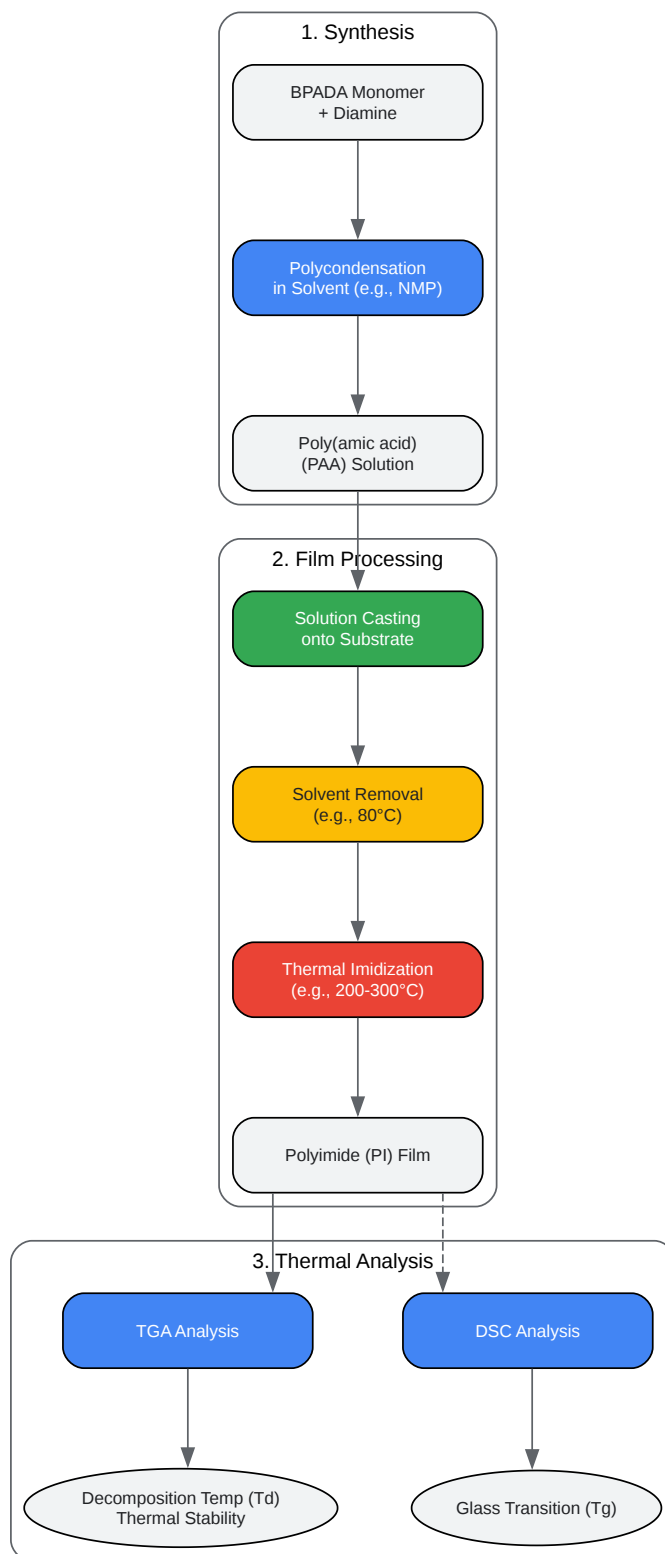 1. Synthesis
BPADA Monomer
+ Diamine
Polycondensation
in Solvent (e.g., NMP)
Poly(amic acid)
(PAA) Solution
2. Film Processing
Solution Casting
onto Substrate
Solvent Removal
(e.g., 80°C)
Thermal Imidization
(e.g., 200-300°C)
Polyimide (PI) Film
3. Thermal Analysis
TGA Analysis
DSC Analysis
Decomposition Temp (Td)
Thermal Stability
Glass Transition (Tg)